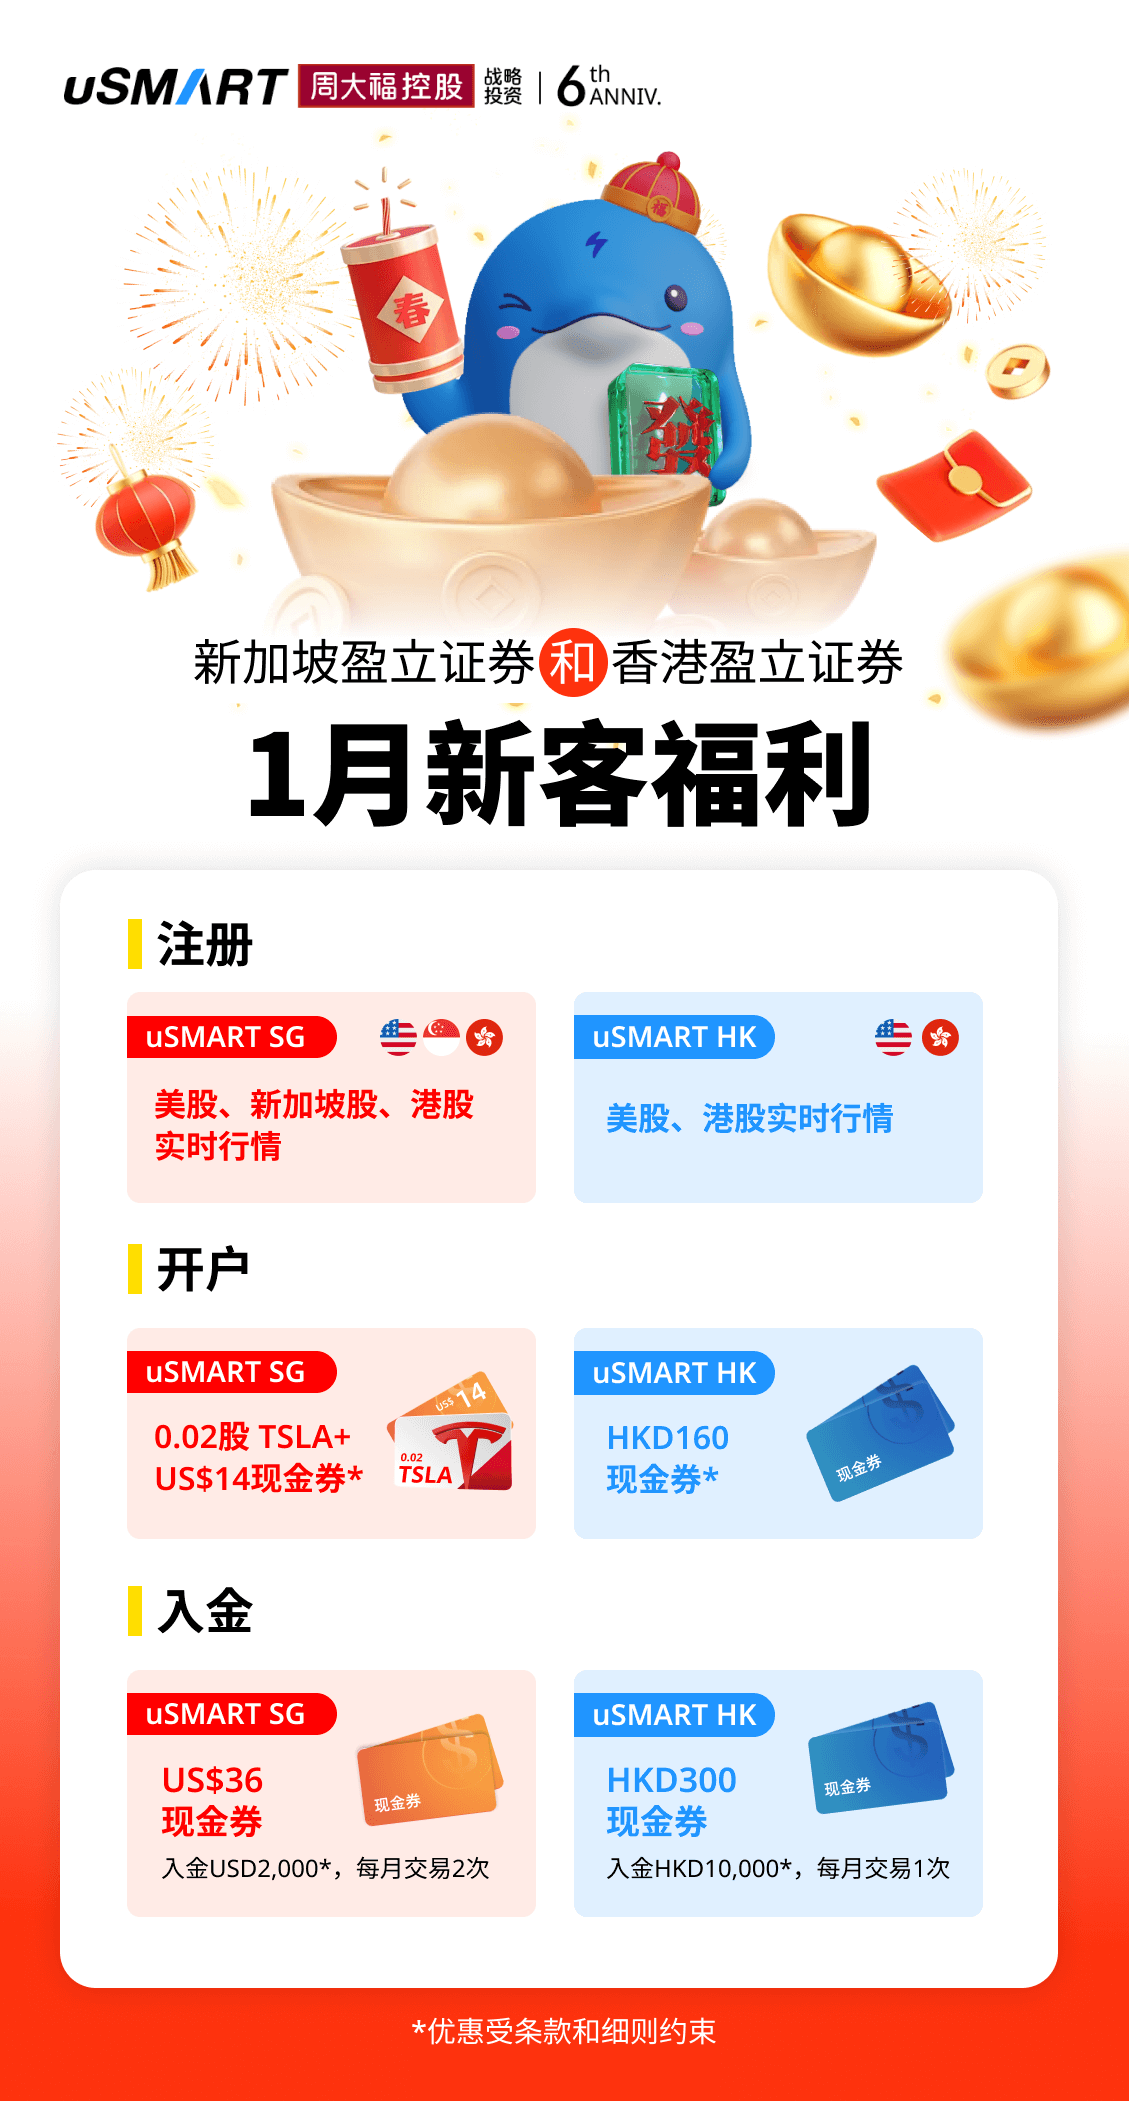 uSMART 周大福控股 战略投资 | 6th ANNIV.
福
春
發
新加坡盈立证券和香港盈立证券
1月新客福利
注册
uSMART SG
美股、新加坡股、港股
实时行情
uSMART HK
美股、港股实时行情
开户
uSMART SG
0.02股 TSLA+
US$14现金券*
US$ 14
0.02
TSLA
uSMART HK
HKD160
现金券*
现金券
入金
uSMART SG
US$36
现金券
现金券
入金USD2,000*，每月交易2次
uSMART HK
HKD300
现金券
现金券
入金HKD10,000*，每月交易1次
*优惠受条款和细则约束